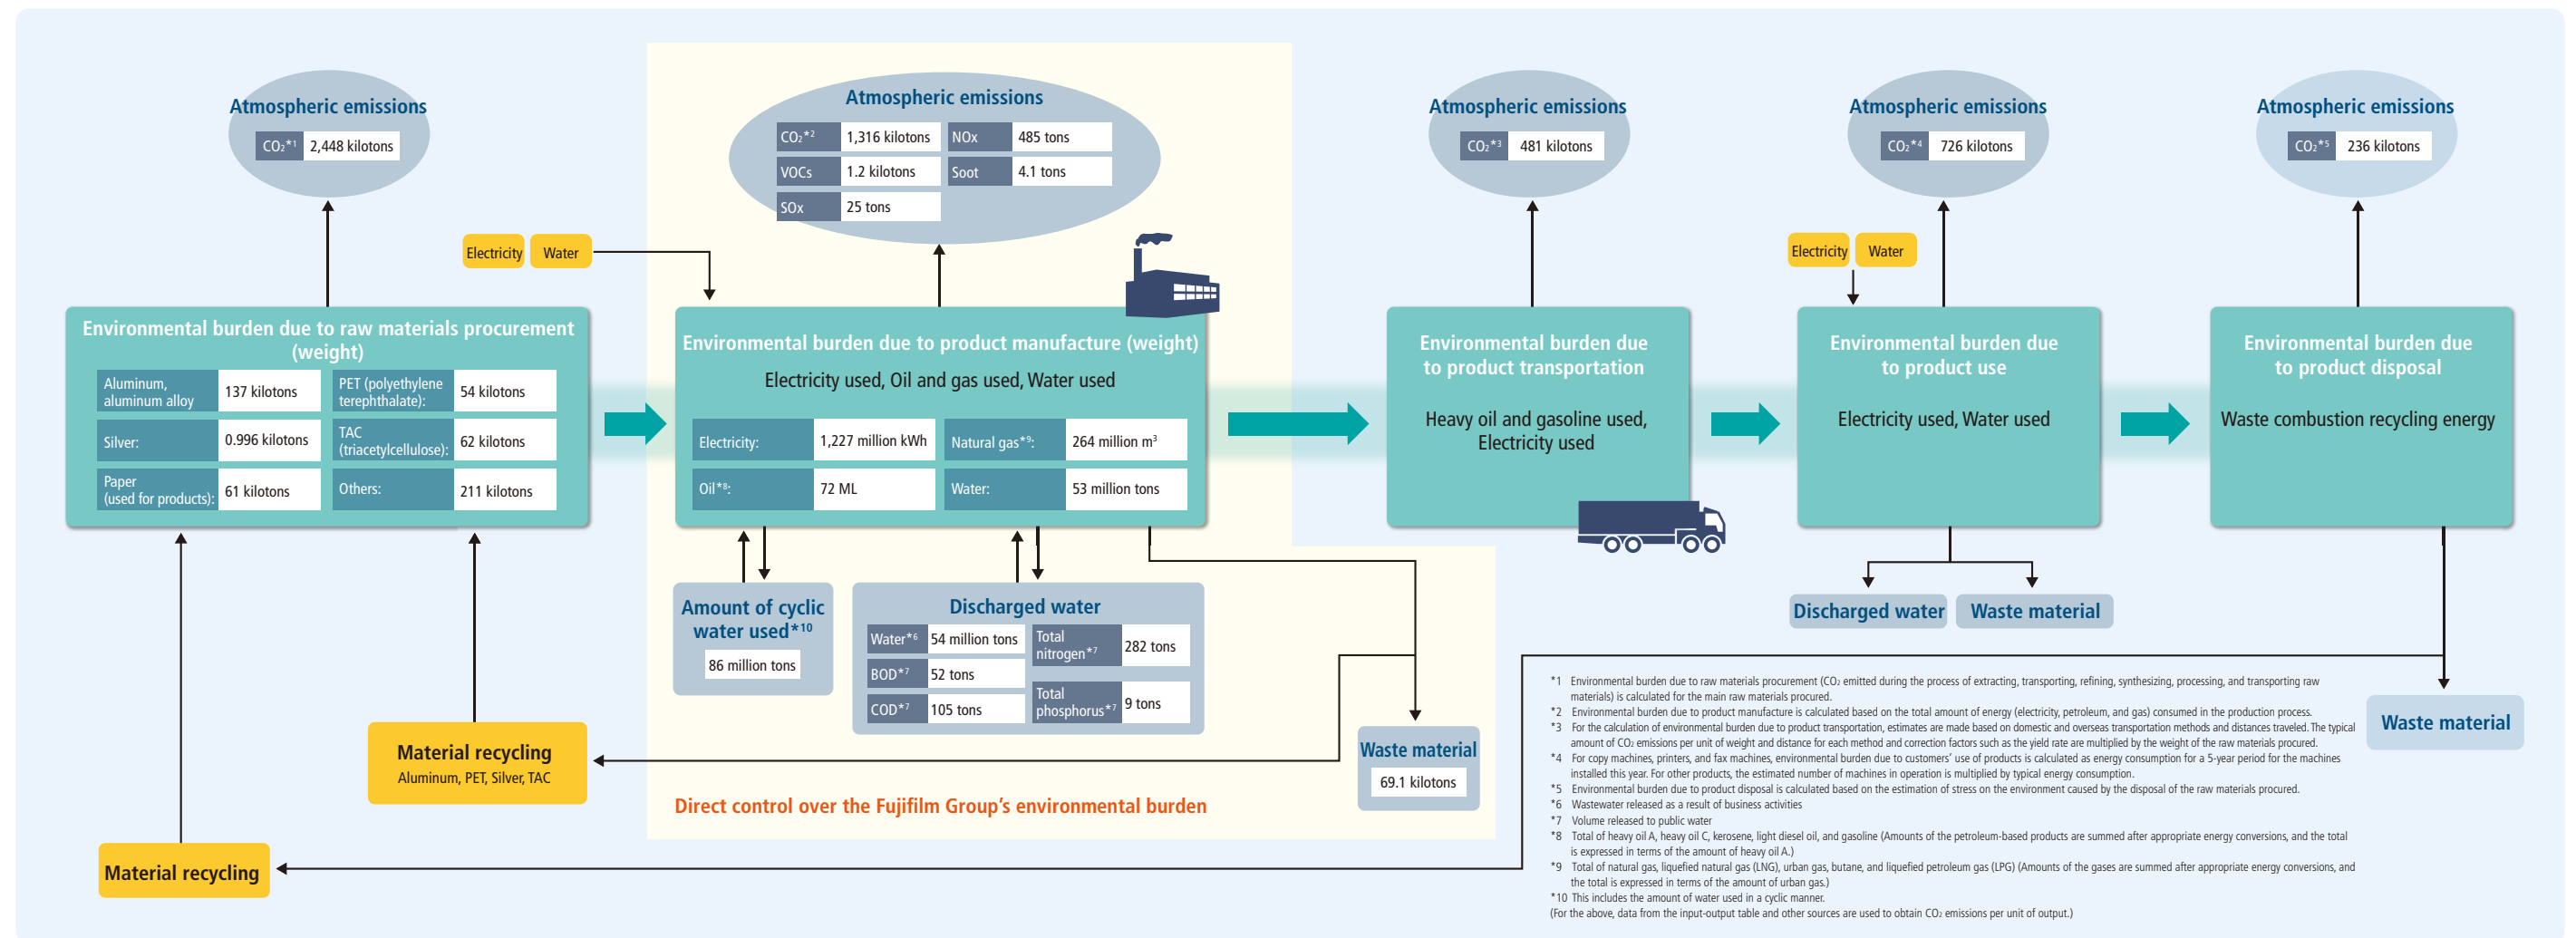 Atmospheric emissions
CO₂*1 2,448 kilotons
Atmospheric emissions
CO₂*2 1,316 kilotons NOx 485 tons
VOCs 1.2 kilotons Soot 4.1 tons
SOx 25 tons
Atmospheric emissions
CO₂*3 481 kilotons
Atmospheric emissions
CO₂*4 726 kilotons
Atmospheric emissions
CO₂*5 236 kilotons
Electricity Water
Electricity Water
Environmental burden due to raw materials procurement
(weight)
Aluminum,
aluminum alloy
137 kilotons
PET (polyethylene
terephthalate):
54 kilotons
Silver: 0.996 kilotons
TAC
(triacetylcellulose):
62 kilotons
Paper
(used for products):
61 kilotons
Others: 211 kilotons
Environmental burden due to product manufacture (weight)
Electricity used, Oil and gas used, Water used
Electricity: 1,227 million kWh Natural gas*9: 264 million m³
Oil*8: 72 ML Water: 53 million tons
Environmental burden due
to product transportation
Heavy oil and gasoline used,
Electricity used
Environmental burden due
to product use
Electricity used, Water used
Environmental burden due
to product disposal
Waste combustion recycling energy
Amount of cyclic
water used*10
86 million tons
Discharged water
Water*6 54 million tons
Total
nitrogen*7
282 tons
BOD*7 52 tons
COD*7 105 tons
Total
phosphorus*7
9 tons
Discharged water
Waste material
Material recycling
Aluminum, PET, Silver, TAC
Waste material
69.1 kilotons
Waste material
Direct control over the Fujifilm Group's environmental burden
Material recycling
*1 Environmental burden due to raw materials procurement (CO₂ emitted during the process of extracting, transporting, refining, synthesizing, processing, and transporting raw
materials) is calculated for the main raw materials procured.
*2 Environmental burden due to product manufacture is calculated based on the total amount of energy (electricity, petroleum, and gas) consumed in the production process.
*3 For the calculation of environmental burden due to product transportation, estimates are made based on domestic and overseas transportation methods and distances traveled. The typical
amount of CO₂ emissions per unit of weight and distance for each method and correction factors such as the yield rate are multiplied by the weight of the raw materials procured.
*4 For copy machines, printers, and fax machines, environmental burden due to customers' use of products is calculated as energy consumption for a 5-year period for the machines
installed this year. For other products, the estimated number of machines in operation is multiplied by typical energy consumption.
*5 Environmental burden due to product disposal is calculated based on the estimation of stress on the environment caused by the disposal of the raw materials procured.
*6 Wastewater released as a result of business activities
*7 Volume released to public water
*8 Total of heavy oil A, heavy oil C, kerosene, light diesel oil, and gasoline (Amounts of the petroleum-based products are summed after appropriate energy conversions, and the total
is expressed in terms of the amount of heavy oil A.)
*9 Total of natural gas, liquefied natural gas (LNG), urban gas, butane, and liquefied petroleum gas (LPG) (Amounts of the gases are summed after appropriate energy conversions, and
the total is expressed in terms of the amount of urban gas.)
*10 This includes the amount of water used in a cyclic manner.
(For the above, data from the input-output table and other sources are used to obtain CO₂ emissions per unit of output.)